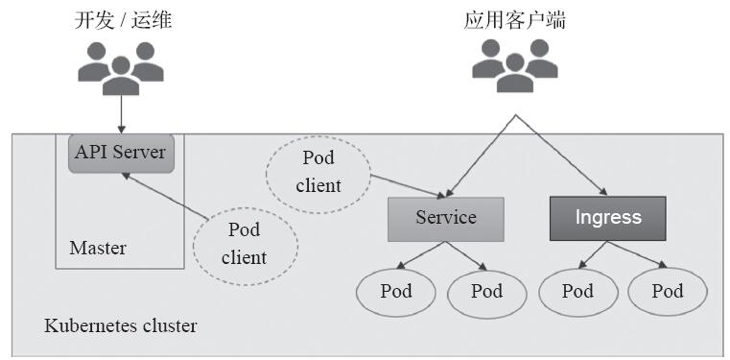 开发 / 运维
应用客户端
API Server
Pod
client
Pod
client
Service
Ingress
Master
Pod
Pod
Pod
Pod
Kubernetes cluster